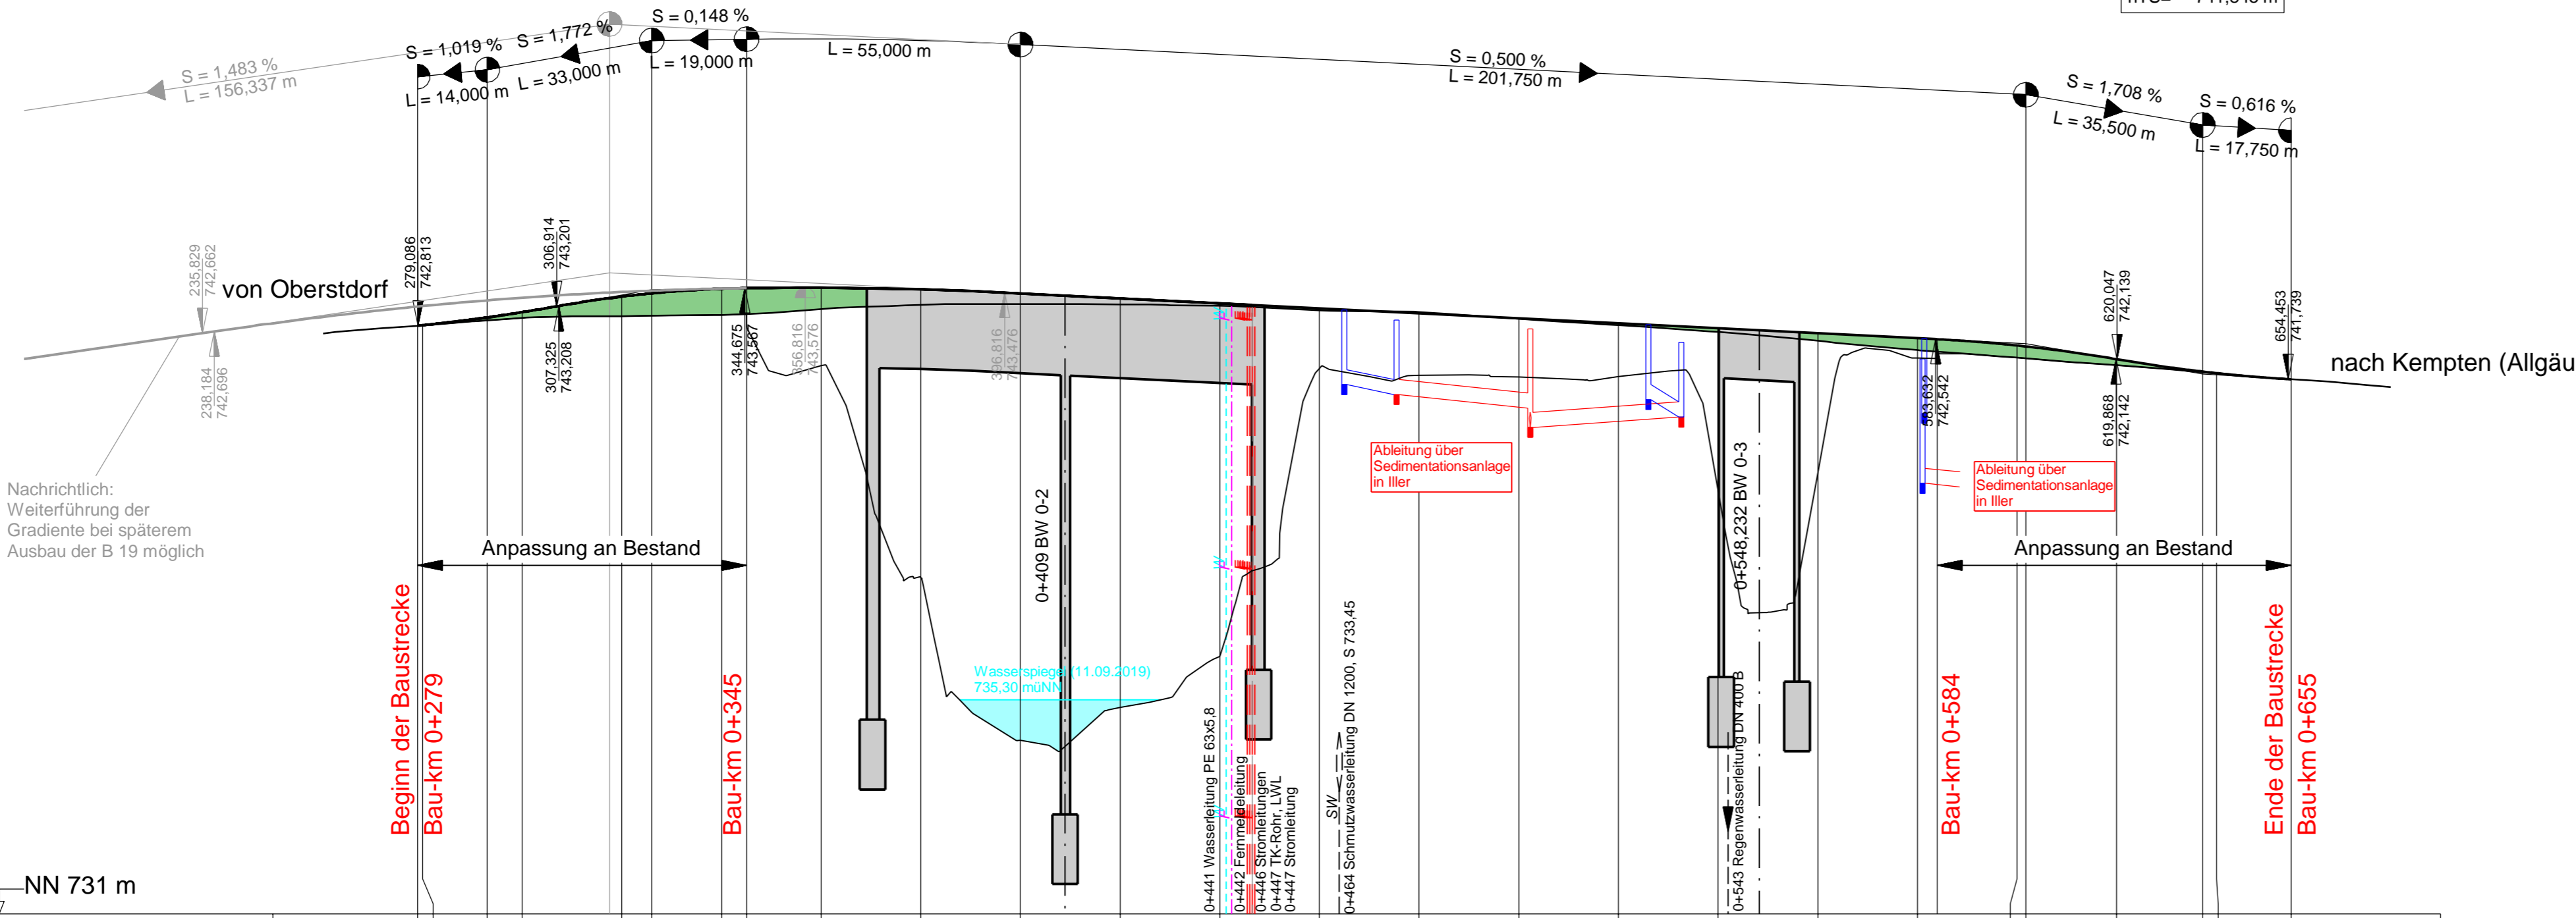 S = 1,483 %
L = 156,337 m
S = 1,019 %
L = 14,000 m
S = 1,772 %
L = 33,000 m
S = 0,148 %
L = 19,000 m
L = 55,000 m
S = 0,500 %
L = 201,750 m
S = 1,708 %
L = 35,500 m
S = 0,616 %
L = 17,750 m
235,829
742,662
238,184
742,696
von Oberstdorf
279,086
742,813
306,914
743,201
307,325
743,208
344,675
743,567
356,816
743,576
396,816
743,476
583,632
742,542
620,047
742,139
619,868
742,142
654,453
741,739
nach Kempten (Allgäu
Nachrichtlich:
Weiterführung der
Gradiente bei späterem
Ausbau der B 19 möglich
Anpassung an Bestand
Beginn der Baustrecke
Bau-km 0+279
Bau-km 0+345
0+409 BW 0-2
Wasserspiegel (11.09.2019)
735,30 müNN
0+441 Wasserleitung PE 63x5,8
0+442 Fernmeldeleitung
0+446 Stromleitungen
0+447 TK-Rohr, LWL
0+447 Stromleitung
SW
0+464 Schmutzwasserleitung DN 1200, S 733,45
Ableitung über
Sedimentationsanlage
in Iller
0+548,232 BW 0-3
0+543 Regenwasserleitung DN 400 B
Ableitung über
Sedimentationsanlage
in Iller
Anpassung an Bestand
Bau-km 0+584
Ende der Baustrecke
Bau-km 0+655
NN 731 m